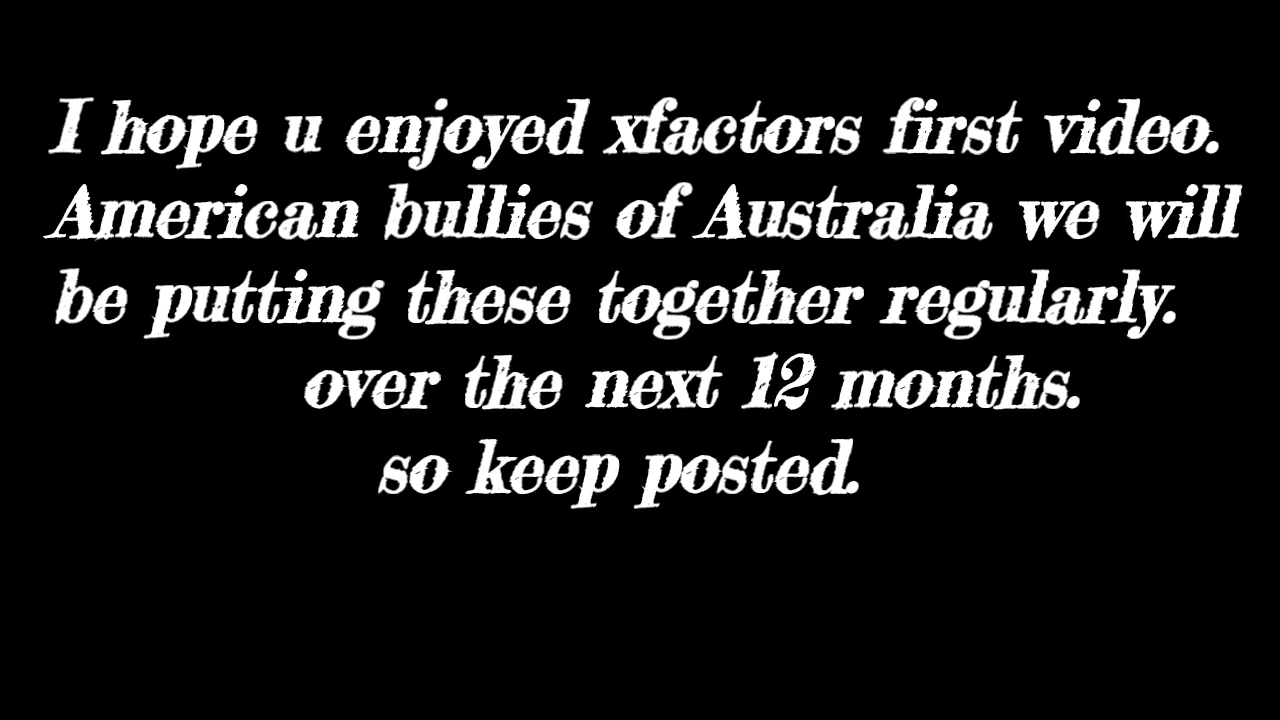 I hope u enjoyed xfactors first video.
American bullies of Australia we will
be putting these together regularly.
over the next 12 months.
so keep posted.